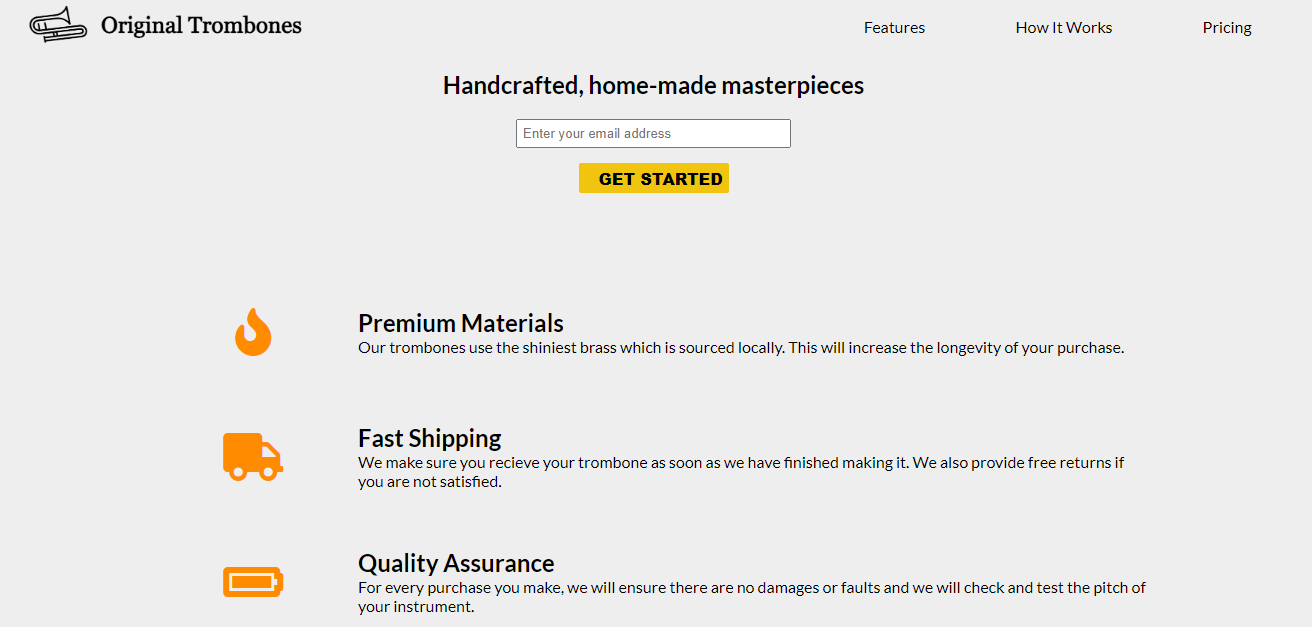 Original Trombones
Features
How It Works
Pricing
Handcrafted, home-made masterpieces
Enter your email address
GET STARTED
Premium Materials
Our trombones use the shiniest brass which is sourced locally. This will increase the longevity of your purchase.
Fast Shipping
We make sure you recieve your trombone as soon as we have finished making it. We also provide free returns if
you are not satisfied.
Quality Assurance
For every purchase you make, we will ensure there are no damages or faults and we will check and test the pitch of
your instrument.